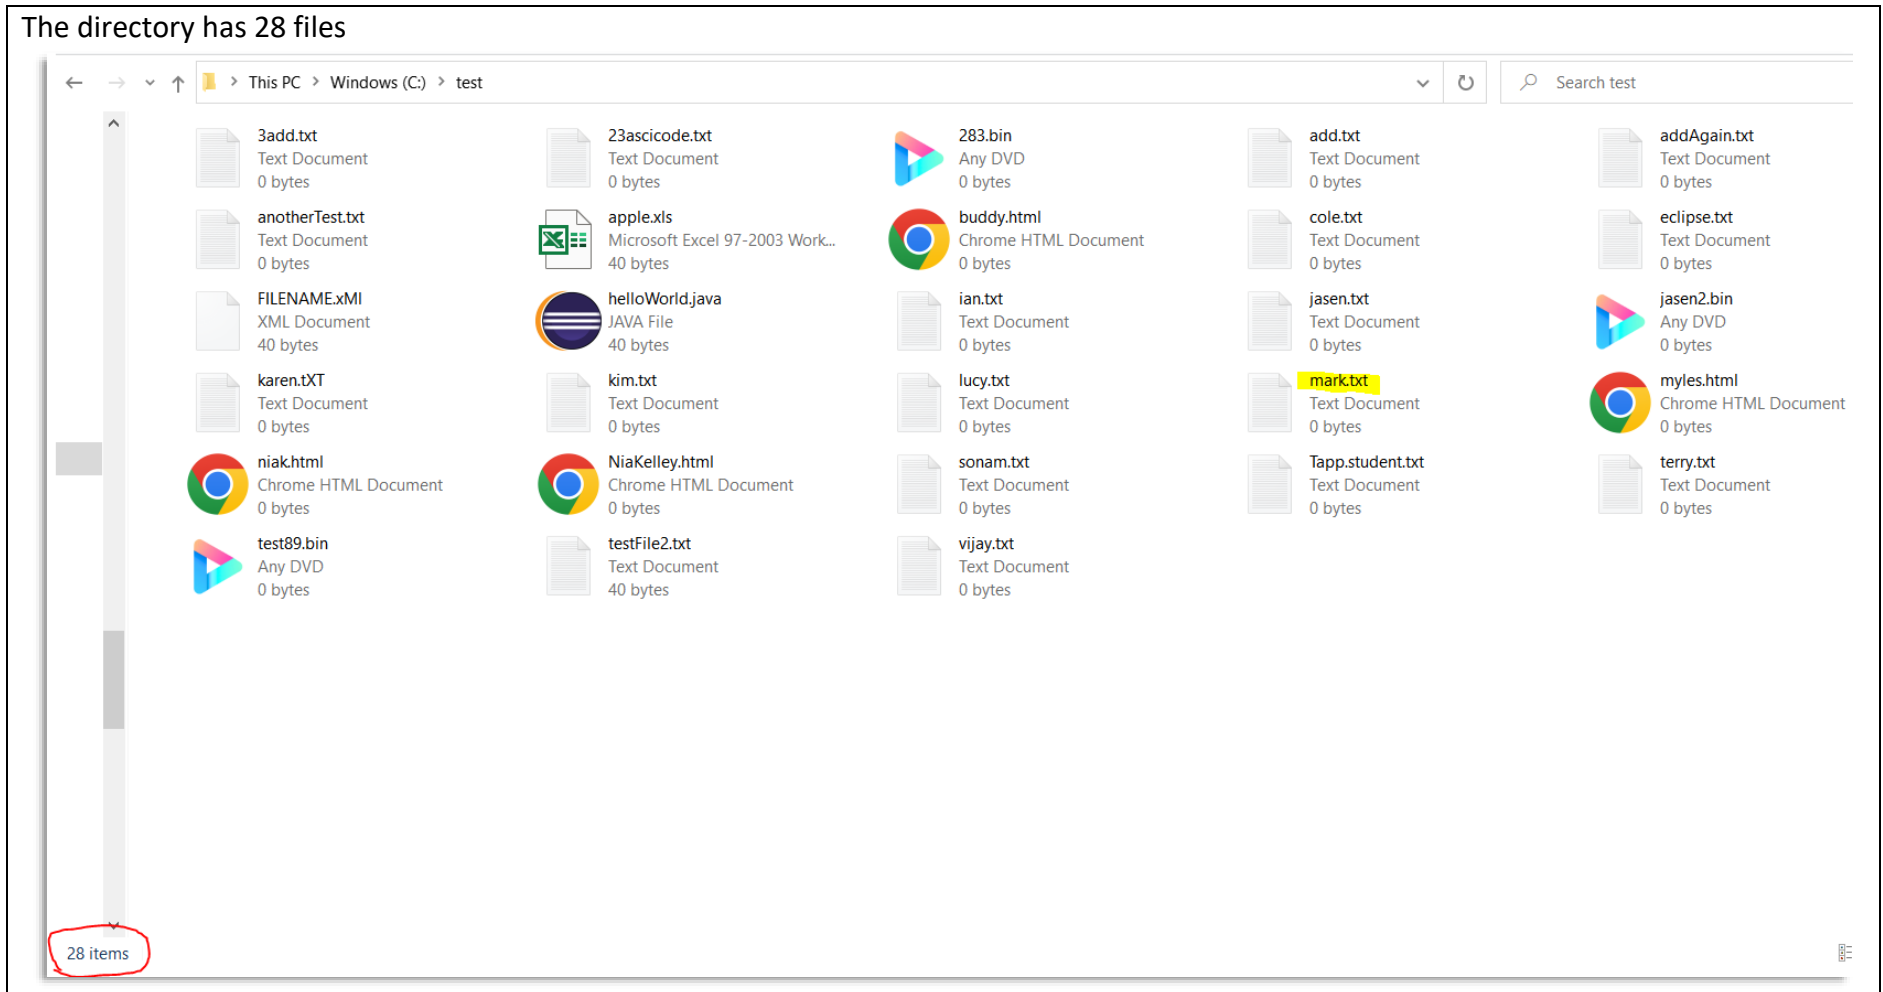 The directory has 28 files
This PC > Windows (C:) > test
Search test
3add.txt
Text Document
0 bytes
23ascicode.txt
Text Document
0 bytes
283.bin
Any DVD
0 bytes
add.txt
Text Document
0 bytes
addAgain.txt
Text Document
0 bytes
anotherTest.txt
Text Document
0 bytes
apple.xls
Microsoft Excel 97-2003 Work...
40 bytes
buddy.html
Chrome HTML Document
0 bytes
cole.txt
Text Document
0 bytes
eclipse.txt
Text Document
0 bytes
FILENAME.xMl
XML Document
40 bytes
helloWorld.java
JAVA File
40 bytes
ian.txt
Text Document
0 bytes
jasen.txt
Text Document
0 bytes
jasen2.bin
Any DVD
0 bytes
karen.tXT
Text Document
0 bytes
kim.txt
Text Document
0 bytes
lucy.txt
Text Document
0 bytes
mark.txt
Text Document
0 bytes
myles.html
Chrome HTML Document
0 bytes
niak.html
Chrome HTML Document
0 bytes
NiaKelley.html
Chrome HTML Document
0 bytes
sonam.txt
Text Document
0 bytes
Tapp.student.txt
Text Document
0 bytes
terry.txt
Text Document
0 bytes
test89.bin
Any DVD
0 bytes
testFile2.txt
Text Document
40 bytes
vijay.txt
Text Document
0 bytes
28 items